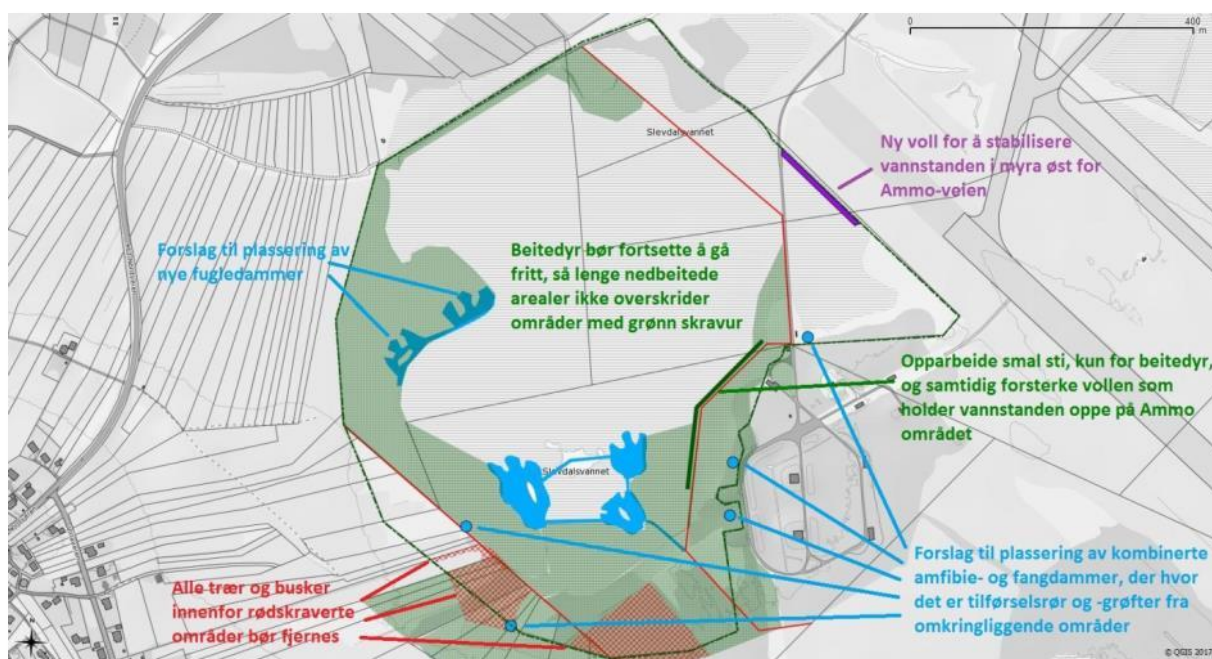 0 400
m
Slevdalsvannet
Ny voll for å stabilisere
vannstanden i myra øst for
Ammo-veien
Forslag til plassering av
nye fugledammer
Beitedyr bør fortsette å gå
fritt, så lenge nedbeitede
arealer ikke overskrider
områder med grønn skravur
Opparbeide smal sti, kun for beitedyr,
og samtidig forsterke vollen som
holder vannstanden oppe på Ammo
området
Slevdalsvannet
Alle trær og busker
innenfor rødskraverte
områder bør fjernes
Forslag til plassering av kombinerte
amfibie- og fangdammer, der hvor
det er tilførselsrør og -grøfter fra
omkringliggende områder
N
© QGIS 2017